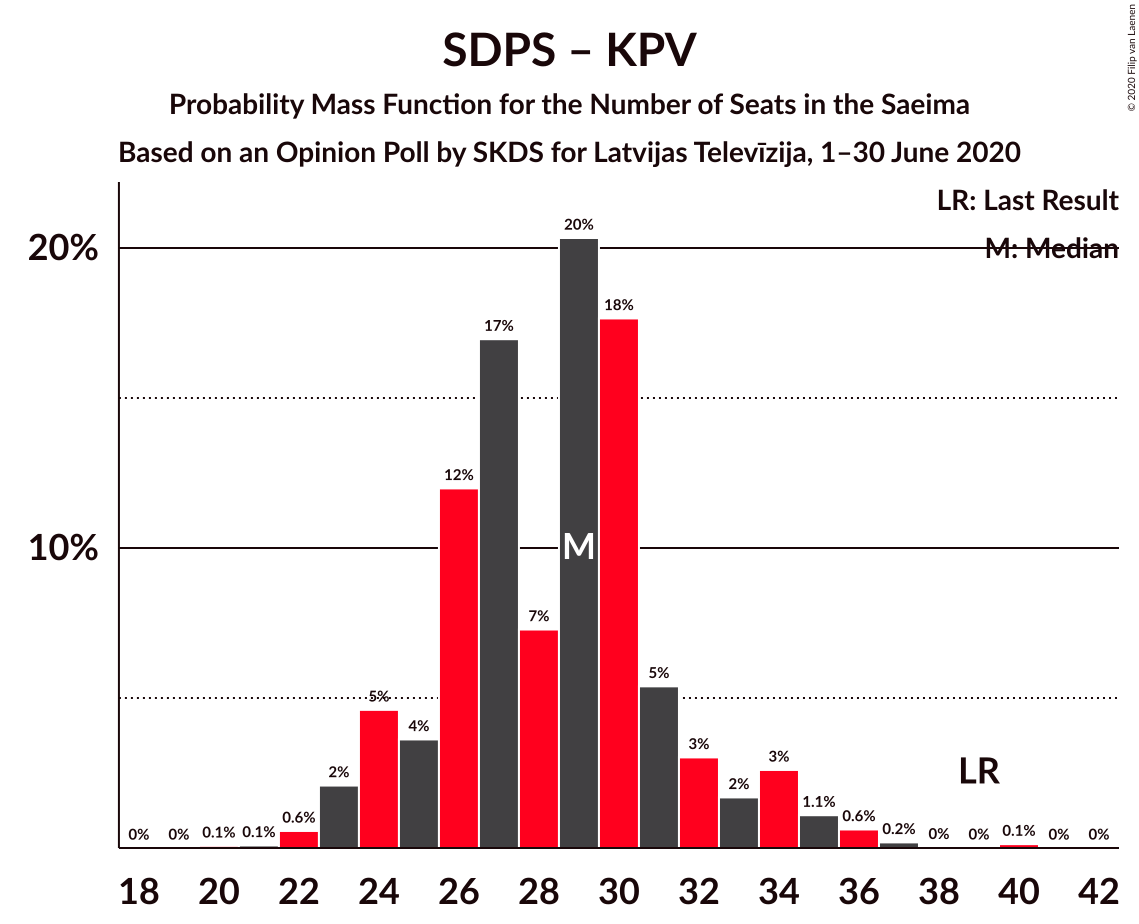 SDPS – KPV
Probability Mass Function for the Number of Seats in the Saeima
Based on an Opinion Poll by SKDS for Latvijas Televīzija, 1–30 June 2020
© 2020 Filip van Laenen
LR: Last Result
M: Median
20%
10%
0% 0% 0.1% 0.1% 0.6% 2% 5% 4% 12% 17% 7% 20% 18% 5% 3% 2% 3% 1.1% 0.6% 0.2% 0% 0% 0.1% 0% 0%
M
LR
18 20 22 24 26 28 30 32 34 36 38 40 42